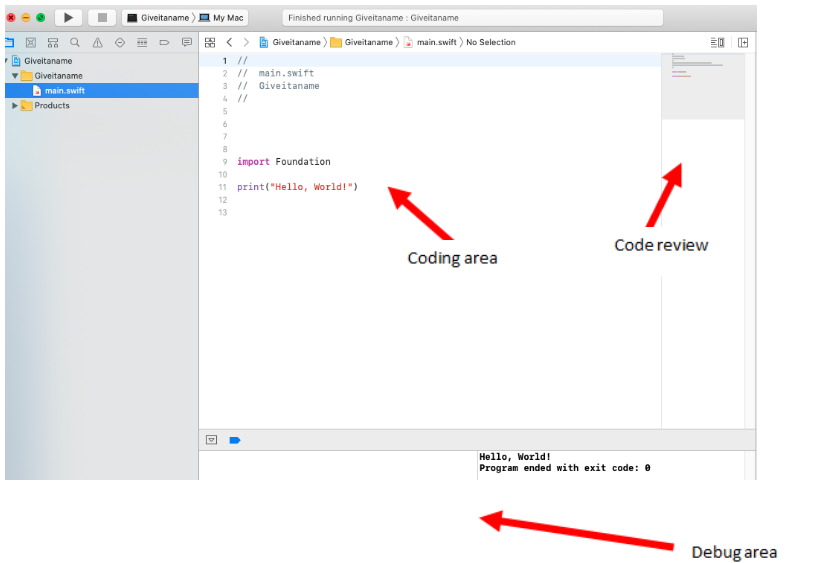 Giveitaname My Mac
Finished running Giveitaname : Giveitaname
Giveitaname Giveitaname main.swift No Selection
Giveitaname
Giveitaname
main.swift
Products
1 //
2 // main.swift
3 // Giveitaname
4 //
5
6
7
8
9 import Foundation
10
11 print("Hello, World!")
12
13
Coding area
Code review
Hello, World!
Program ended with exit code: 0
Debug area